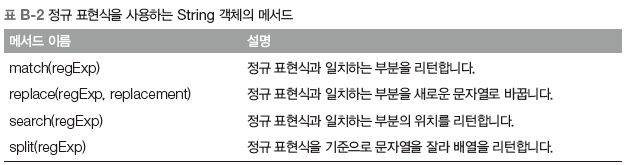 표 B-2 정규 표현식을 사용하는 String 객체의 메서드
메서드 이름 설명
match(regExp) 정규 표현식과 일치하는 부분을 리턴합니다.
replace(regExp, replacement) 정규 표현식과 일치하는 부분을 새로운 문자열로 바꿉니다.
search(regExp) 정규 표현식과 일치하는 부분의 위치를 리턴합니다.
split(regExp) 정규 표현식을 기준으로 문자열을 잘라 배열을 리턴합니다.